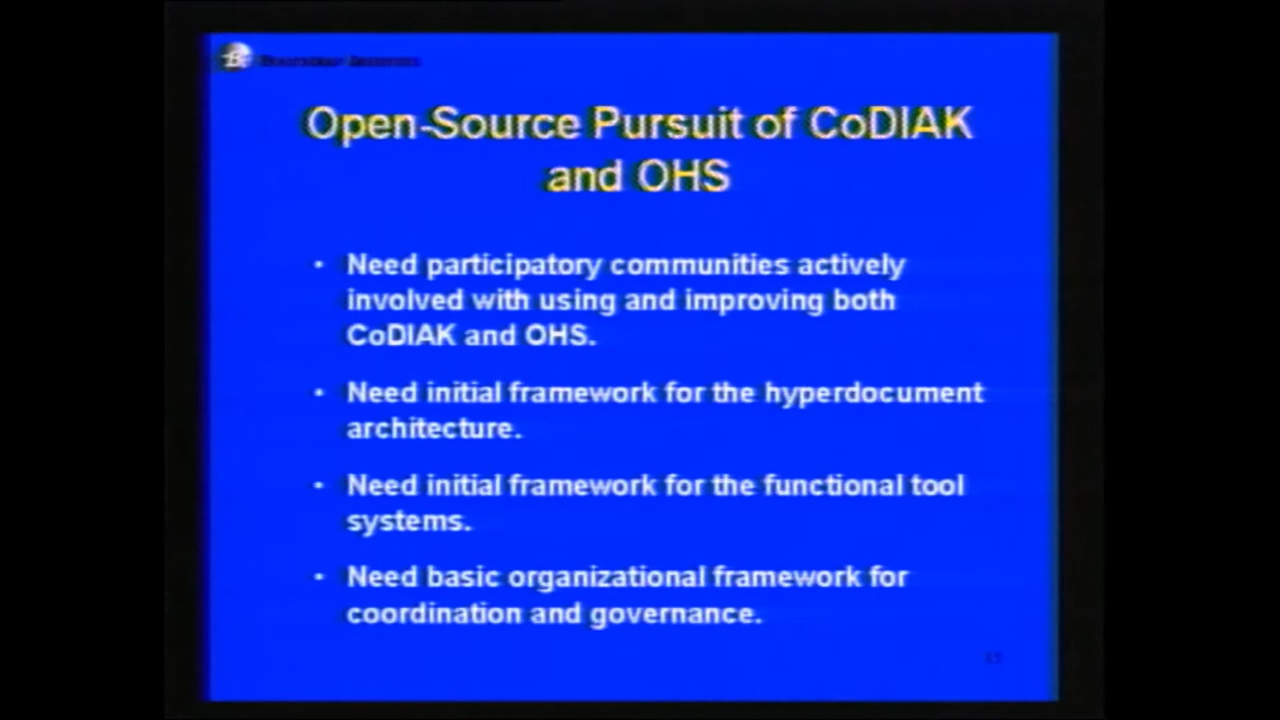 Open-Source Pursuit of CoDIAK
and OHS
• Need participatory communities actively
involved with using and improving both
CoDIAK and OHS.
• Need initial framework for the hyperdocument
architecture.
• Need initial framework for the functional tool
systems.
• Need basic organizational framework for
coordination and governance.